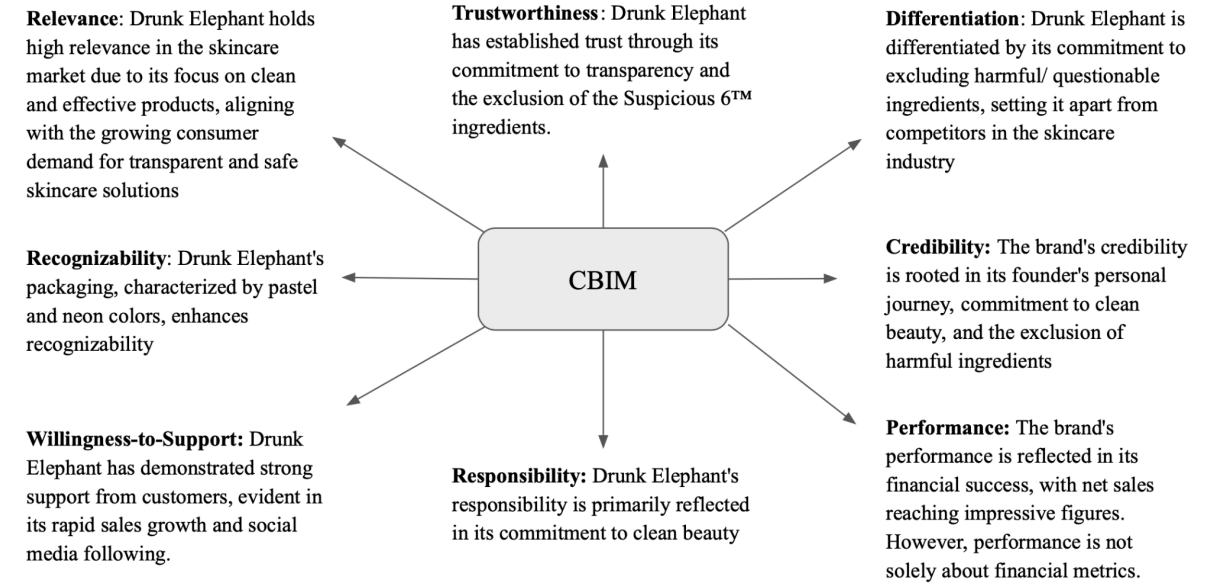 Relevance: Drunk Elephant holds
high relevance in the skincare
market due to its focus on clean
and effective products, aligning
with the growing consumer
demand for transparent and safe
skincare solutions
Trustworthiness: Drunk Elephant
has established trust through its
commitment to transparency and
the exclusion of the Suspicious 6™
ingredients.
Differentiation: Drunk Elephant is
differentiated by its commitment to
excluding harmful/ questionable
ingredients, setting it apart from
competitors in the skincare
industry
Recognizability: Drunk Elephant's
packaging, characterized by pastel
and neon colors, enhances
recognizability
CBIM
Credibility: The brand's credibility
is rooted in its founder's personal
journey, commitment to clean
beauty, and the exclusion of
harmful ingredients
Willingness-to-Support: Drunk
Elephant has demonstrated strong
support from customers, evident in
its rapid sales growth and social
media following.
Responsibility: Drunk Elephant's
responsibility is primarily reflected
in its commitment to clean beauty
Performance: The brand's
performance is reflected in its
financial success, with net sales
reaching impressive figures.
However, performance is not
solely about financial metrics.